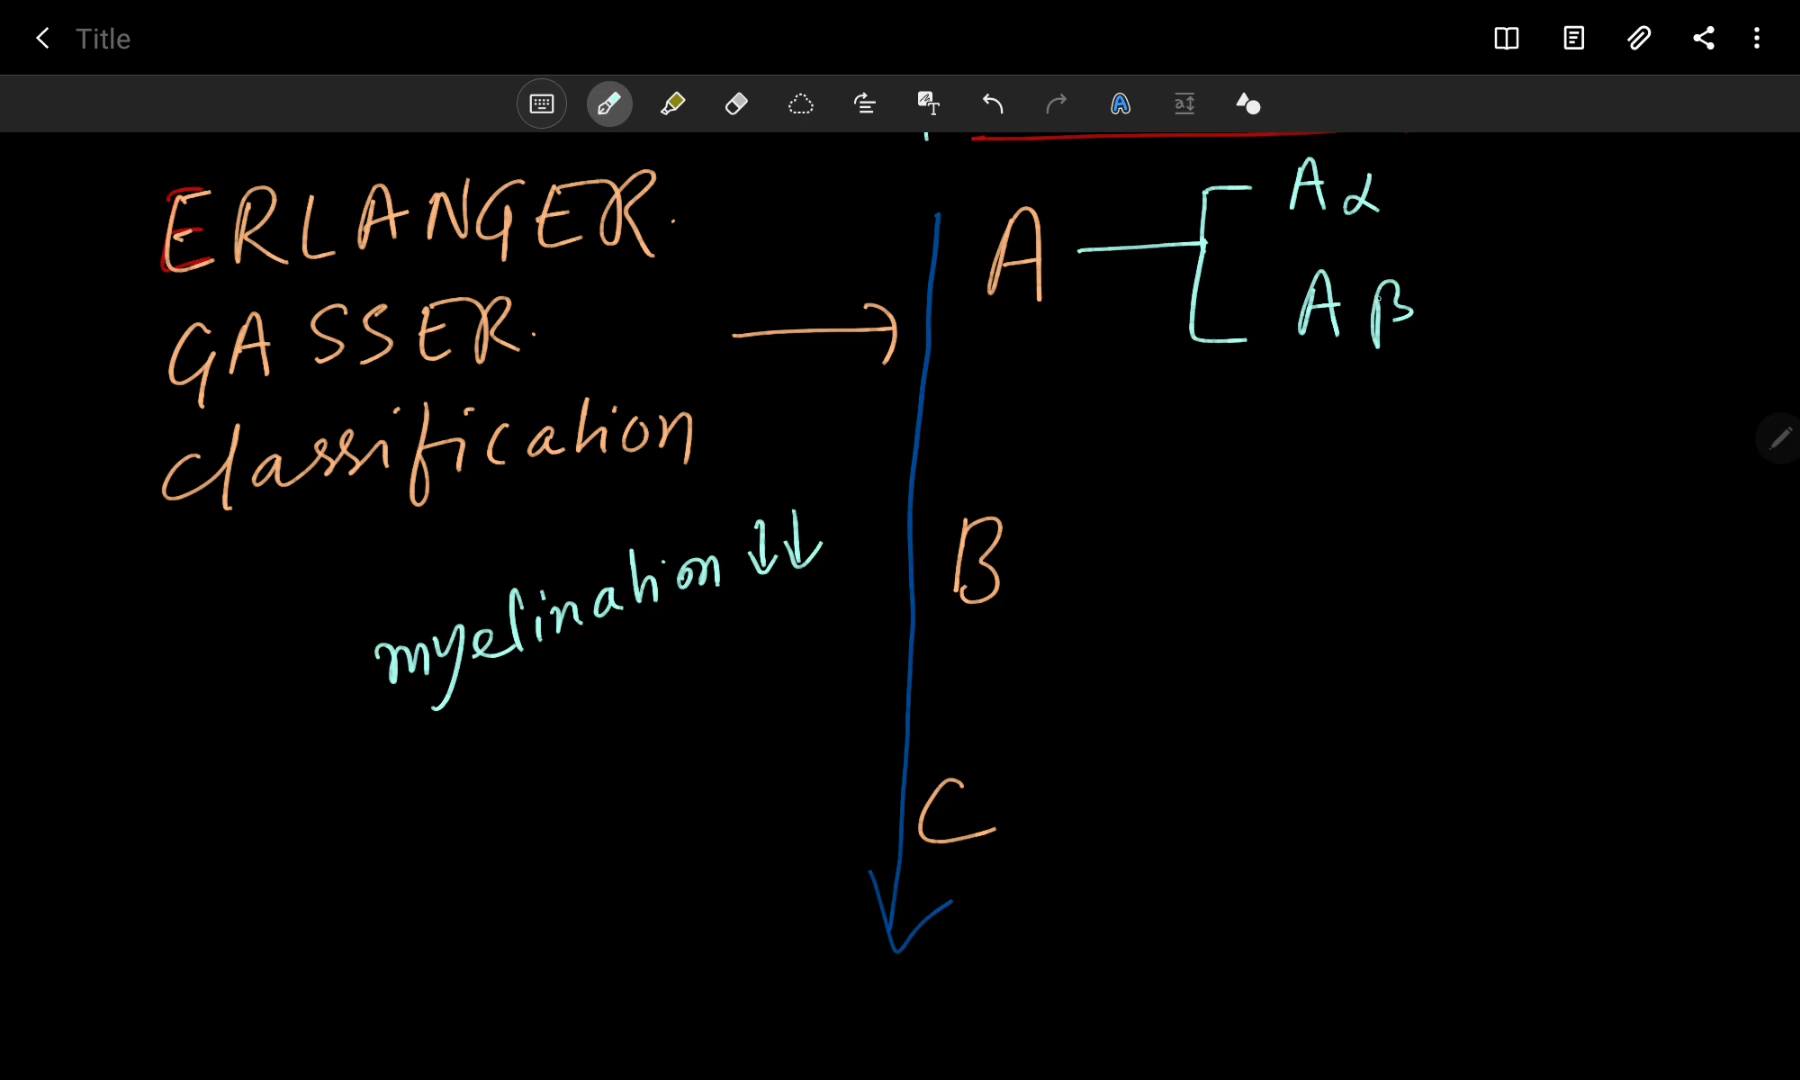 Title
ERLANGER.
GASSER.
classification
myelination ↓↓
A
Aα
Aβ
B
C